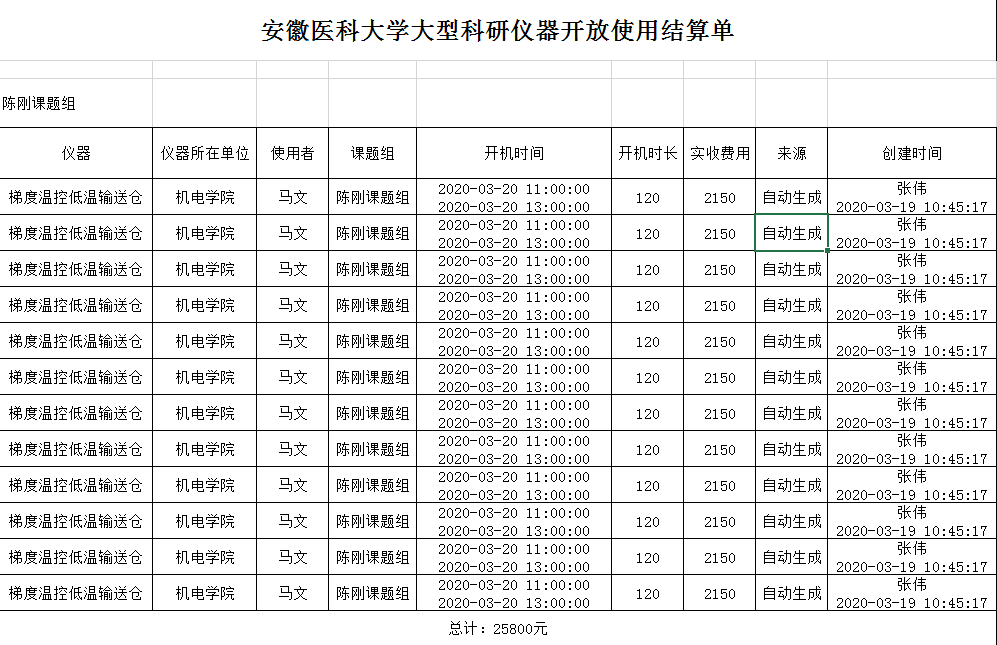 安徽医科大学大型科研仪器开放使用结算单
陈刚课题组
仪器 仪器所在单位 使用者 课题组 开机时间 开机时长 实收费用 来源 创建时间
梯度温控低温输送仓 机电学院 马文 陈刚课题组 2020-03-20 11:00:00 120 2150 自动生成 张伟
2020-03-20 13:00:00 2020-03-19 10:45:17
梯度温控低温输送仓 机电学院 马文 陈刚课题组 2020-03-20 11:00:00 120 2150 自动生成 张伟
2020-03-20 13:00:00 2020-03-19 10:45:17
梯度温控低温输送仓 机电学院 马文 陈刚课题组 2020-03-20 11:00:00 120 2150 自动生成 张伟
2020-03-20 13:00:00 2020-03-19 10:45:17
梯度温控低温输送仓 机电学院 马文 陈刚课题组 2020-03-20 11:00:00 120 2150 自动生成 张伟
2020-03-20 13:00:00 2020-03-19 10:45:17
梯度温控低温输送仓 机电学院 马文 陈刚课题组 2020-03-20 11:00:00 120 2150 自动生成 张伟
2020-03-20 13:00:00 2020-03-19 10:45:17
梯度温控低温输送仓 机电学院 马文 陈刚课题组 2020-03-20 11:00:00 120 2150 自动生成 张伟
2020-03-20 13:00:00 2020-03-19 10:45:17
梯度温控低温输送仓 机电学院 马文 陈刚课题组 2020-03-20 11:00:00 120 2150 自动生成 张伟
2020-03-20 13:00:00 2020-03-19 10:45:17
梯度温控低温输送仓 机电学院 马文 陈刚课题组 2020-03-20 11:00:00 120 2150 自动生成 张伟
2020-03-20 13:00:00 2020-03-19 10:45:17
梯度温控低温输送仓 机电学院 马文 陈刚课题组 2020-03-20 11:00:00 120 2150 自动生成 张伟
2020-03-20 13:00:00 2020-03-19 10:45:17
梯度温控低温输送仓 机电学院 马文 陈刚课题组 2020-03-20 11:00:00 120 2150 自动生成 张伟
2020-03-20 13:00:00 2020-03-19 10:45:17
梯度温控低温输送仓 机电学院 马文 陈刚课题组 2020-03-20 11:00:00 120 2150 自动生成 张伟
2020-03-20 13:00:00 2020-03-19 10:45:17
梯度温控低温输送仓 机电学院 马文 陈刚课题组 2020-03-20 11:00:00 120 2150 自动生成 张伟
2020-03-20 13:00:00 2020-03-19 10:45:17
总计：25800元